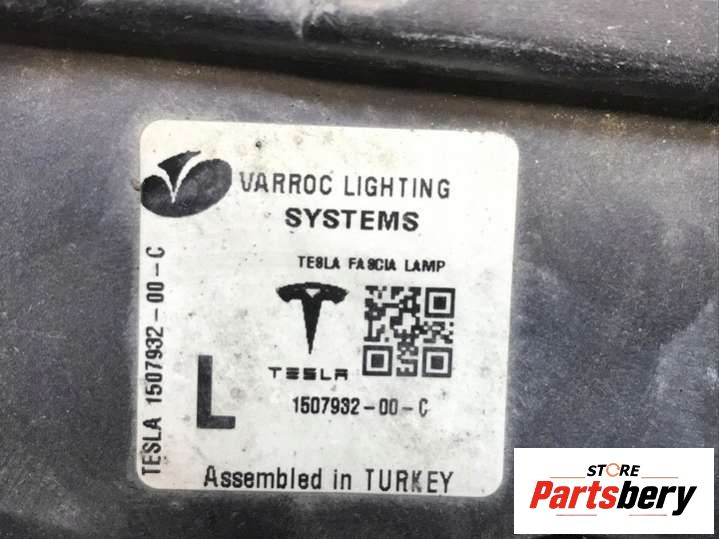 VARROC LIGHTING
SYSTEMS
TESLA FASCIA LAMP
TESLA
L
1507932-00-C
Assembled in TURKEY
TESLA 1507932-00-C
STORE
Partsbery